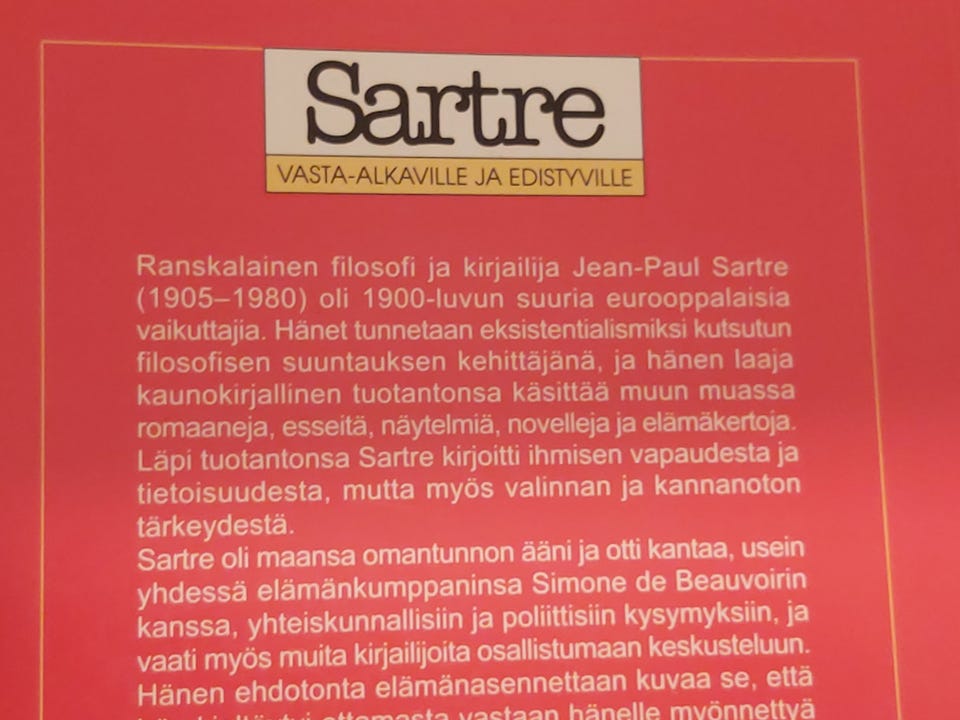 Sartre
VASTA-ALKAVILLE JA EDISTYVILLE
Ranskalainen filosofi ja kirjailija Jean-Paul Sartre
(1905–1980) oli 1900-luvun suuria eurooppalaisia
vaikuttajia. Hänet tunnetaan eksistentialismiksi kutsutun
filosofisen suuntauksen kehittäjänä, ja hänen laaja
kaunokirjallinen tuotantonsa käsittää muun muassa
romaaneja, esseitä, näytelmiä, novelleja ja elämäkertoja.
Läpi tuotantonsa Sartre kirjoitti ihmisen vapaudesta ja
tietoisuudesta, mutta myös valinnan ja kannanoton
tärkeydestä.
Sartre oli maansa omantunnon ääni ja otti kantaa, usein
yhdessä elämänkumppaninsa Simone de Beauvoirin
kanssa, yhteiskunnallisiin ja poliittisiin kysymyksiin, ja
vaati myös muita kirjailijoita osallistumaan keskusteluun.
Hänen ehdotonta elämänasennettaan kuvaa se, että
ottamasta vastaan hänelle myönnettyä